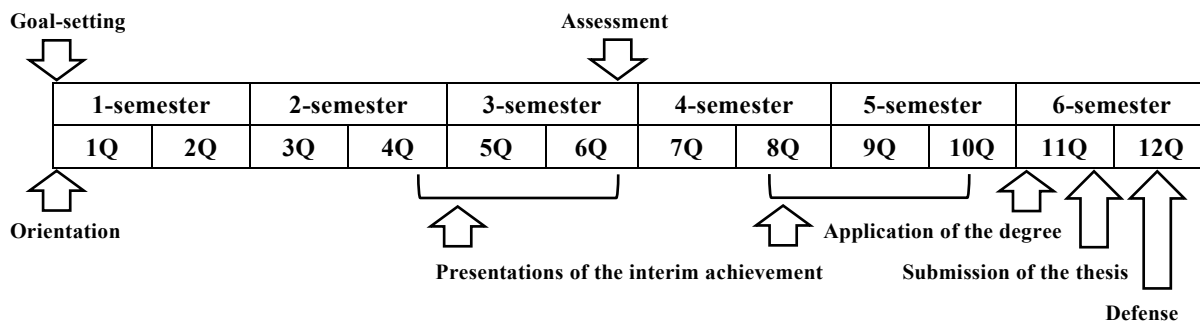 Goal-setting Assessment
1-semester 2-semester 3-semester 4-semester 5-semester 6-semester
1Q 2Q 3Q 4Q 5Q 6Q 7Q 8Q 9Q 10Q 11Q 12Q
Orientation Application of the degree
Presentations of the interim achievement Submission of the thesis
Defense